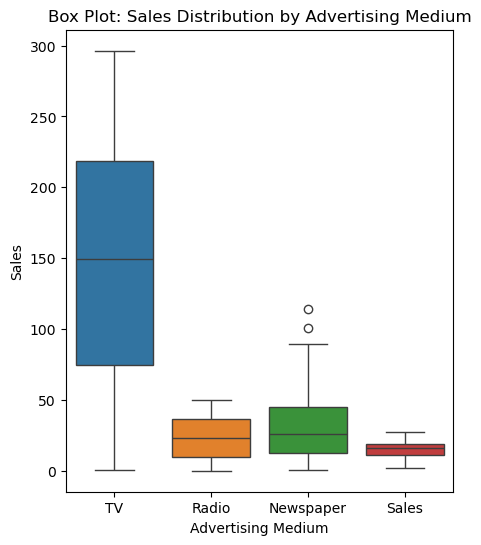 Box Plot: Sales Distribution by Advertising Medium
300
250
200
150
100
50
0
Sales
TV Radio Newspaper Sales
Advertising Medium